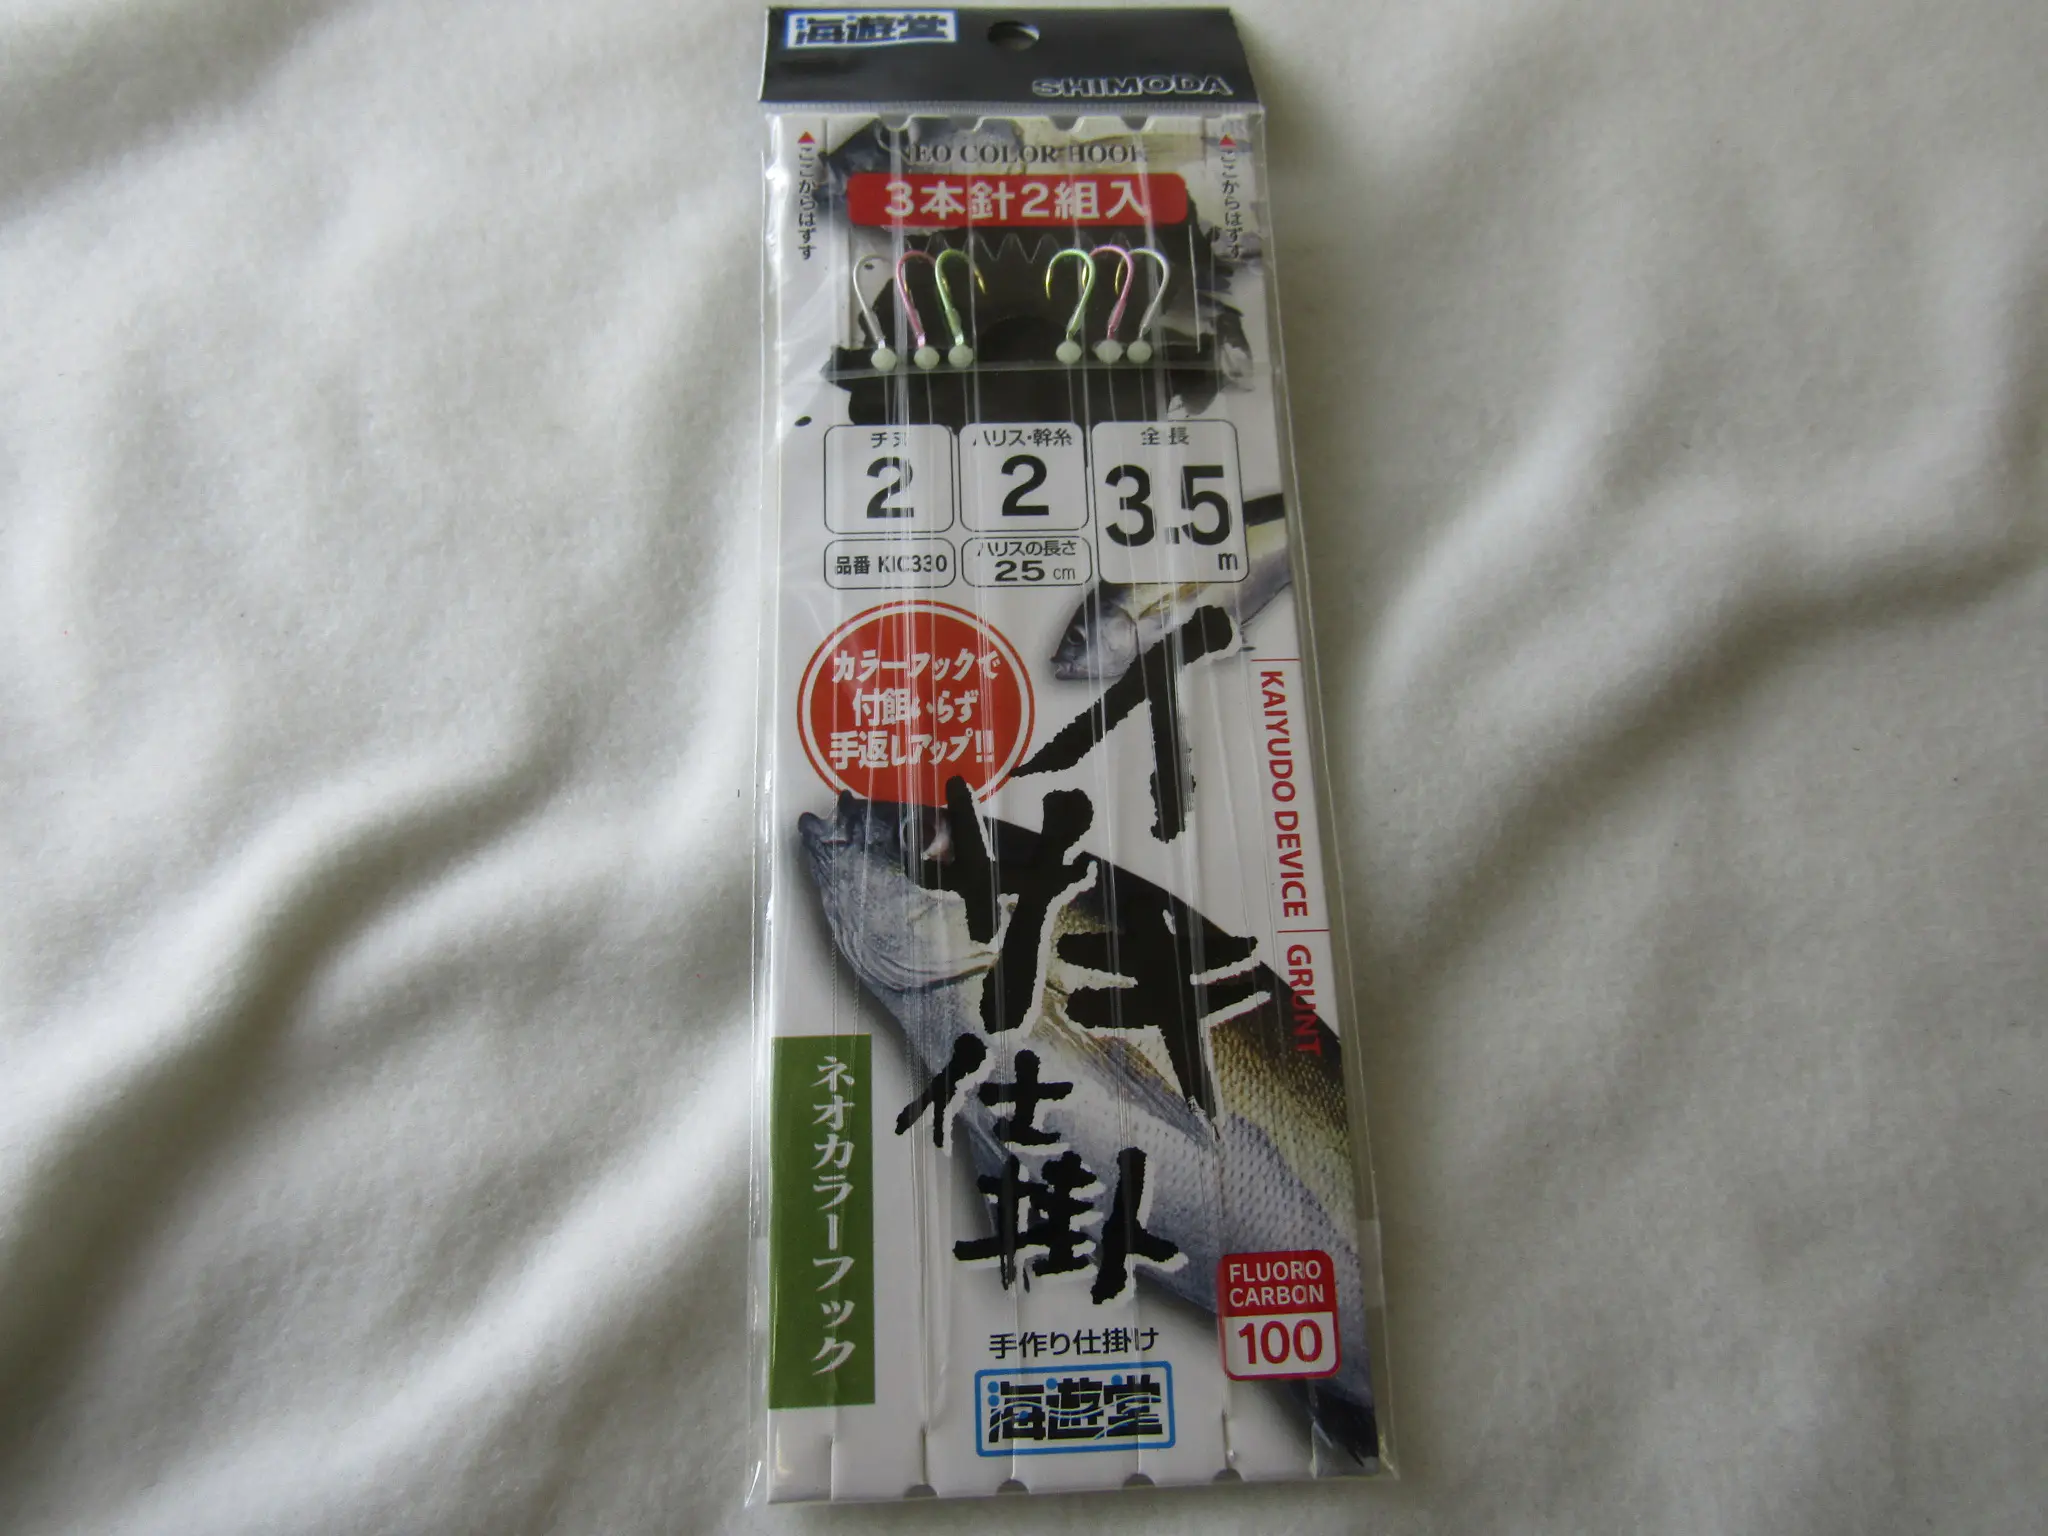 海遊堂
SHIMODA
NEO COLOR HOOK
▲ここからはずす
▲ここからはずす
3本針2組入
チヌ
2
ハリス・幹糸
2
全長
3.5m
品番 KIC330
ハリスの長さ
25cm
カラーフックで
付餌いらず
手返しアップ!!
イサキ
仕掛
KAIYUDO DEVICE | GRUNT
ネオカラーフック
FLUORO
CARBON
100
手作り仕掛け
海遊堂